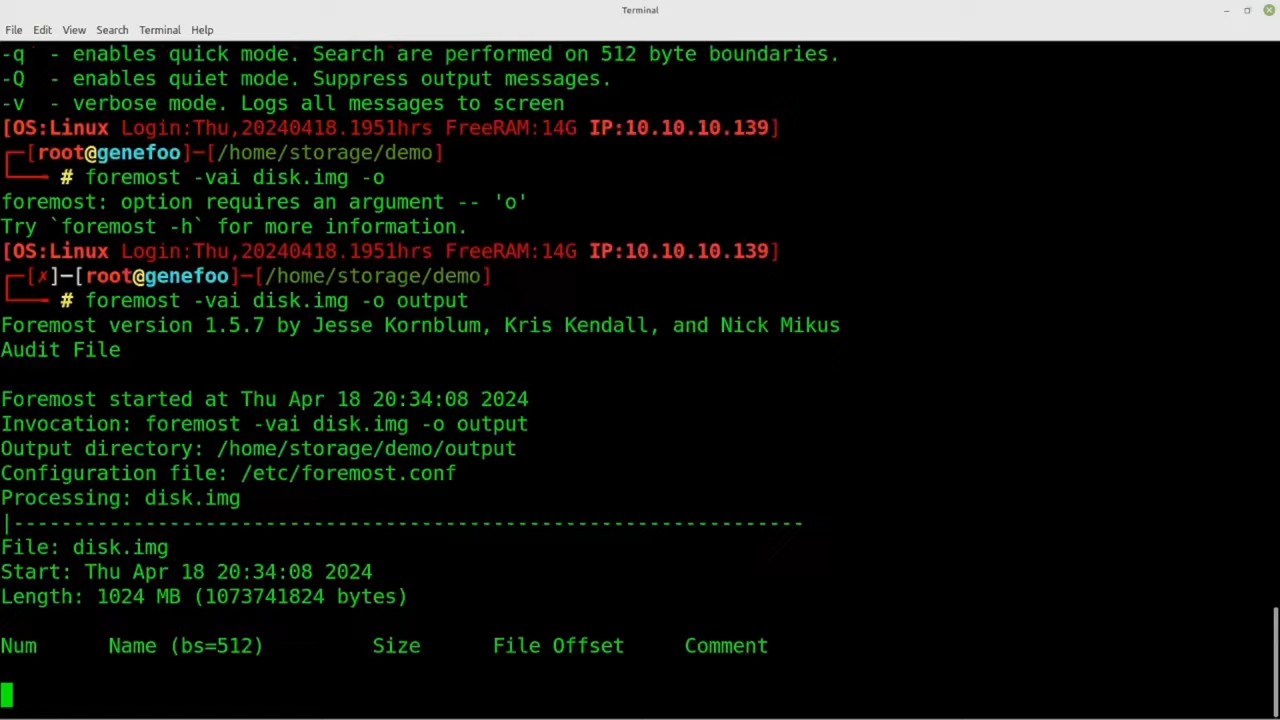 Terminal
File Edit View Search Terminal Help
-q  - enables quick mode. Search are performed on 512 byte boundaries.
-Q  - enables quiet mode. Suppress output messages.
-v  - verbose mode. Logs all messages to screen
[OS:Linux Login:Thu,20240418.1951hrs FreeRAM:14G IP:10.10.10.139]
┌─[root@genefoo]─[/home/storage/demo]
└──╼ # foremost -vai disk.img -o
foremost: option requires an argument -- 'o'
Try `foremost -h` for more information.
[OS:Linux Login:Thu,20240418.1951hrs FreeRAM:14G IP:10.10.10.139]
┌─[✗]─[root@genefoo]─[/home/storage/demo]
└──╼ # foremost -vai disk.img -o output
Foremost version 1.5.7 by Jesse Kornblum, Kris Kendall, and Nick Mikus
Audit File
Foremost started at Thu Apr 18 20:34:08 2024
Invocation: foremost -vai disk.img -o output
Output directory: /home/storage/demo/output
Configuration file: /etc/foremost.conf
Processing: disk.img
|------------------------------------------------------------------
File: disk.img
Start: Thu Apr 18 20:34:08 2024
Length: 1024 MB (1073741824 bytes)
Num      Name (bs=512)         Size      File Offset     Comment